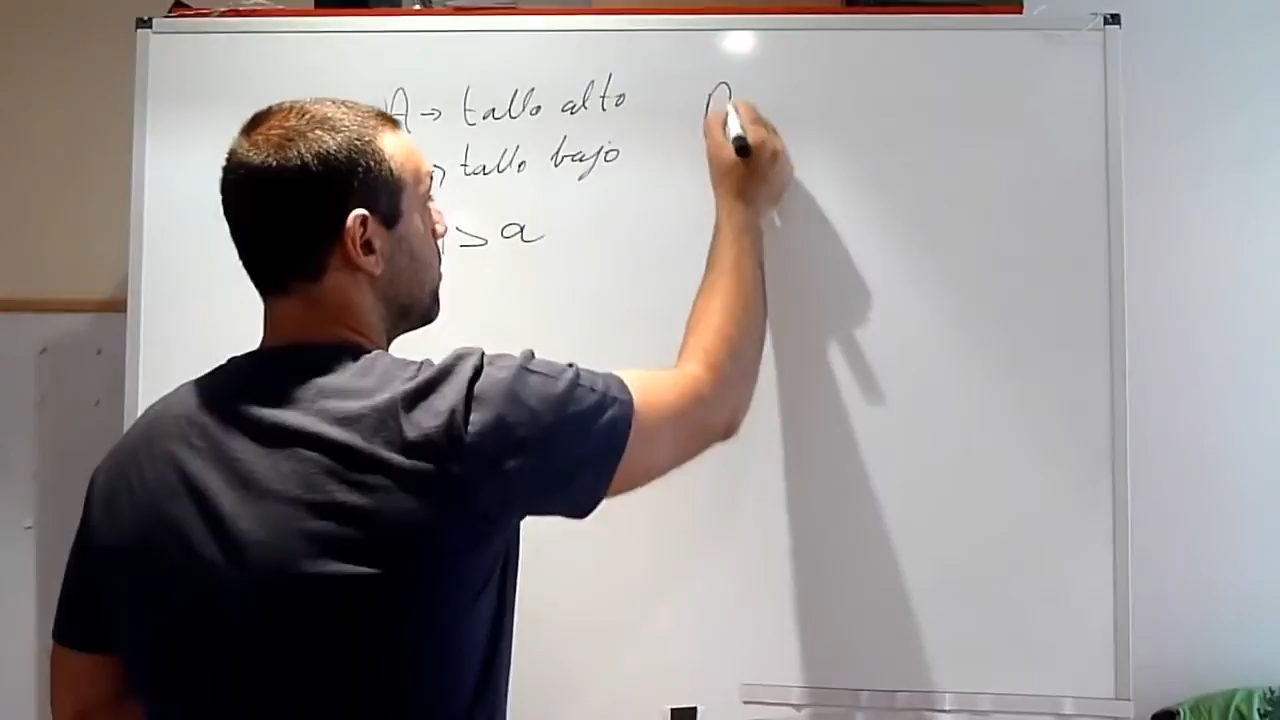 A → tallo alto
→ tallo bajo
> a